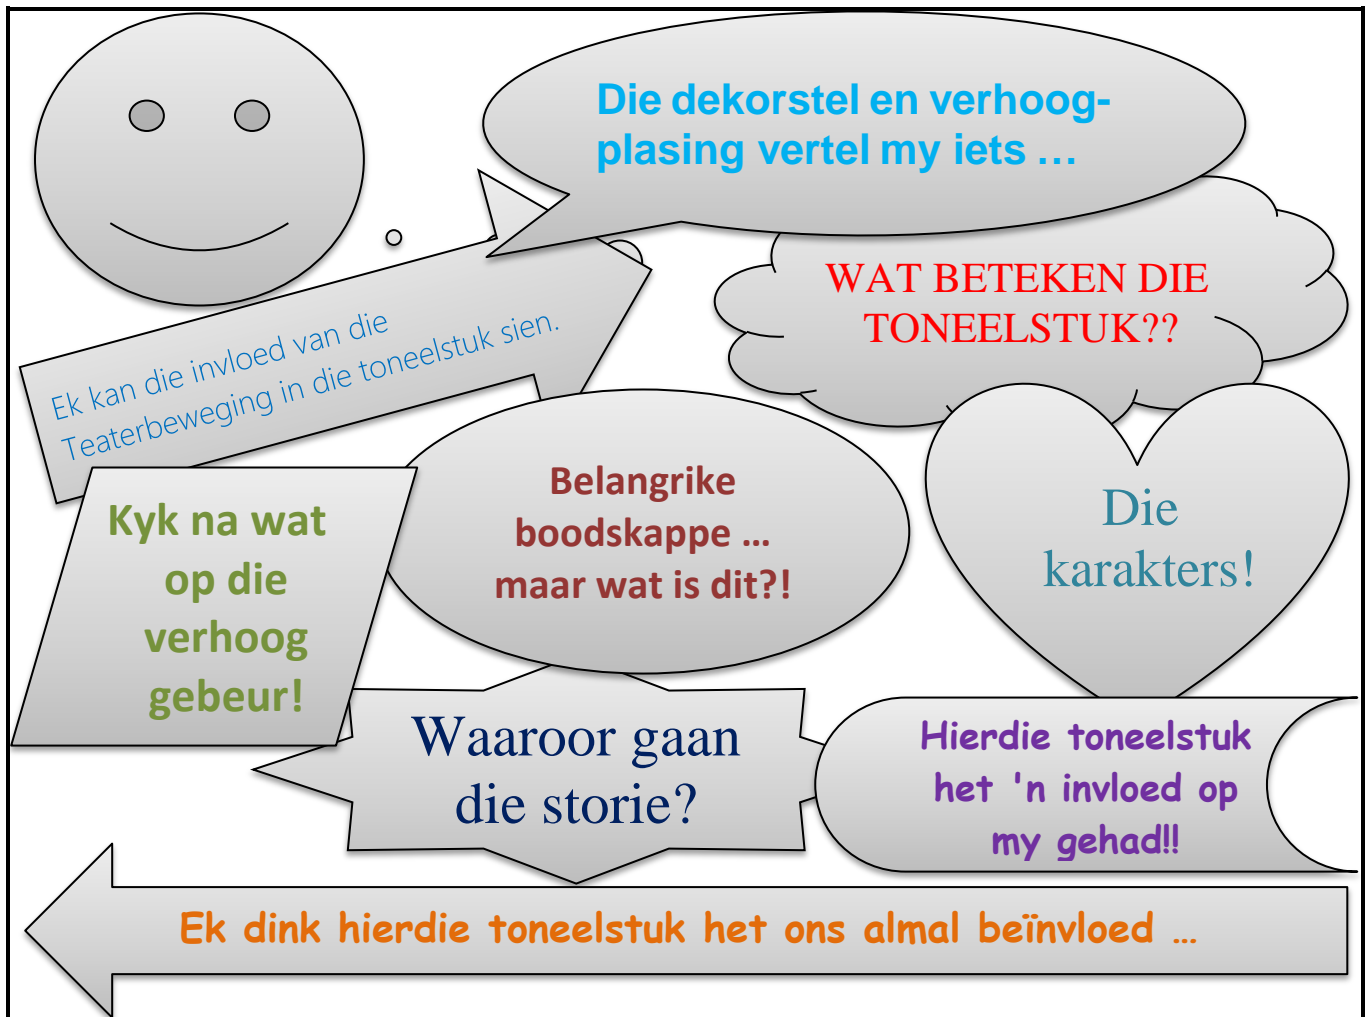 Die dekorstel en verhoog-
plasing vertel my iets …
WAT BETEKEN DIE
TONEELSTUK??
Ek kan die invloed van die
Teaterbeweging in die toneelstuk sien.
Belangrike
boodskappe …
maar wat is dit?!
Die
karakters!
Kyk na wat
op die
verhoog
gebeur!
Waaroor gaan
die storie?
Hierdie toneelstuk
het 'n invloed op
my gehad!!
Ek dink hierdie toneelstuk het ons almal beïnvloed …